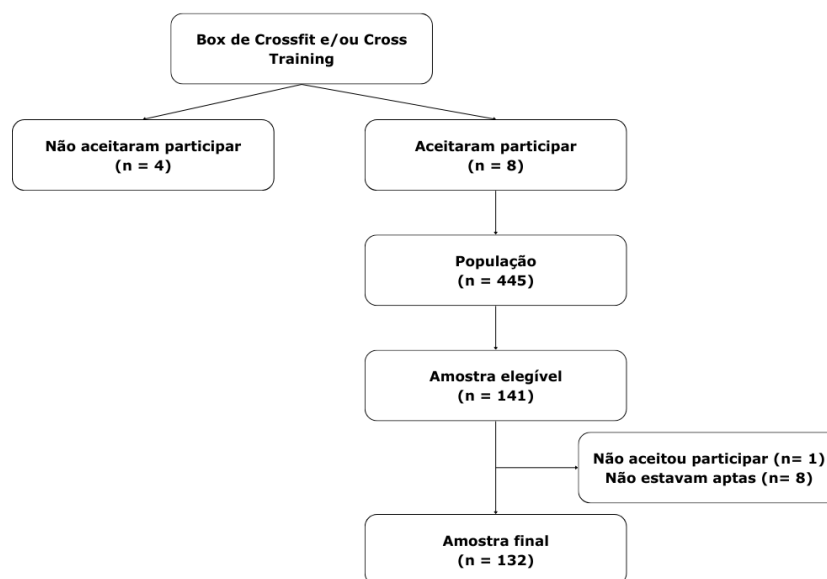 Box de Crossfit e/ou Cross
Training
Não aceitaram participar
(n = 4)
Aceitaram participar
(n = 8)
População
(n = 445)
Amostra elegível
(n = 141)
Não aceitou participar (n= 1)
Não estavam aptas (n= 8)
Amostra final
(n = 132)